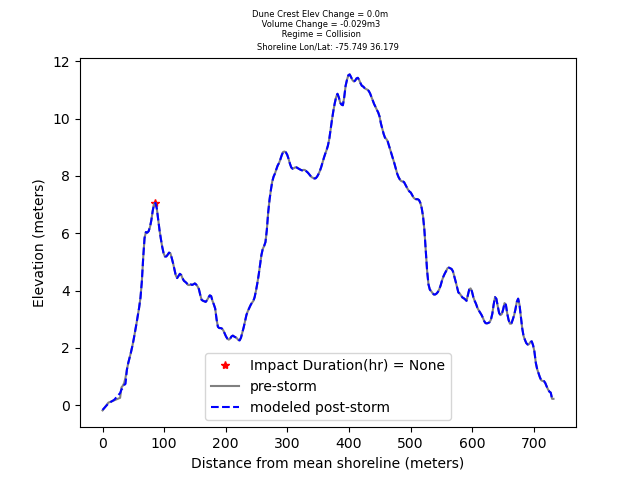 Dune Crest Elev Change = 0.0m
Volume Change = -0.029m3
Regime = Collision
Shoreline Lon/Lat: -75.749 36.179
12
10
8
6
4
2
0
Elevation (meters)
Impact Duration(hr) = None
pre-storm
modeled post-storm
0 100 200 300 400 500 600 700
Distance from mean shoreline (meters)